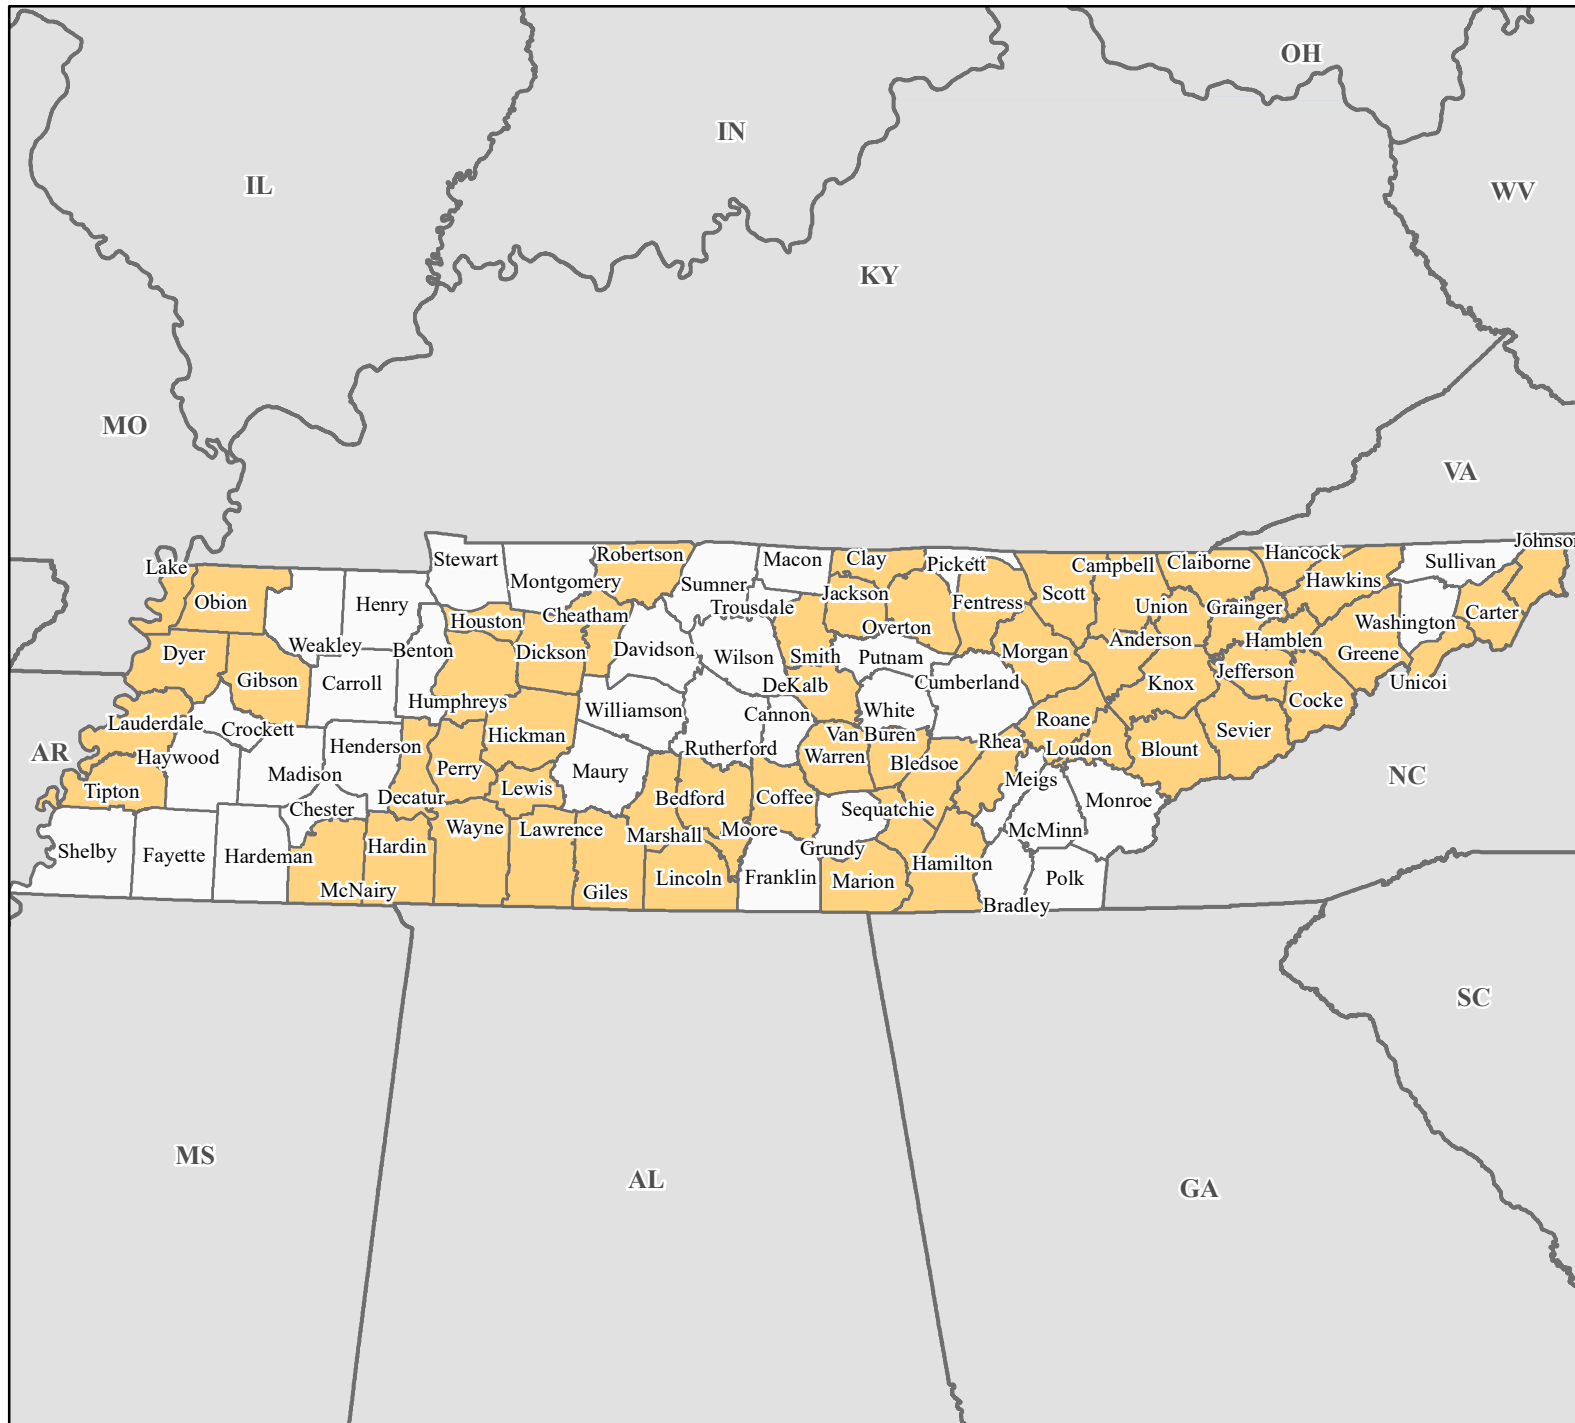 OH
IN
IL
WV
KY
MO
VA
Johnson
Stewart
Robertson
Macon
Clay
Pickett
Campbell
Claiborne
Hancock
Sullivan
Lake
Montgomery
Sumner
Hawkins
Obion
Henry
Houston
Cheatham
Trousdale
Jackson
Fentress
Scott
Union
Grainger
Washington
Carter
Weakley
Benton
Dickson
Davidson
Wilson
Smith
Overton
Putnam
Morgan
Anderson
Hamblen
Greene
Dyer
Gibson
Carroll
DeKalb
Cumberland
Knox
Jefferson
Unicoi
Humphreys
Williamson
Cannon
White
Cocke
Lauderdale
Crockett
Hickman
Van Buren
Roane
Sevier
AR
Haywood
Henderson
Rutherford
Warren
Bledsoe
Rhea
Loudon
Blount
Madison
Perry
Maury
Meigs
NC
Tipton
Decatur
Lewis
Bedford
Coffee
Sequatchie
Monroe
Chester
Wayne
Lawrence
Marshall
Moore
McMinn
Shelby
Fayette
Hardeman
Hardin
Grundy
Hamilton
McNairy
Giles
Lincoln
Franklin
Marion
Polk
Bradley
SC
MS
AL
GA